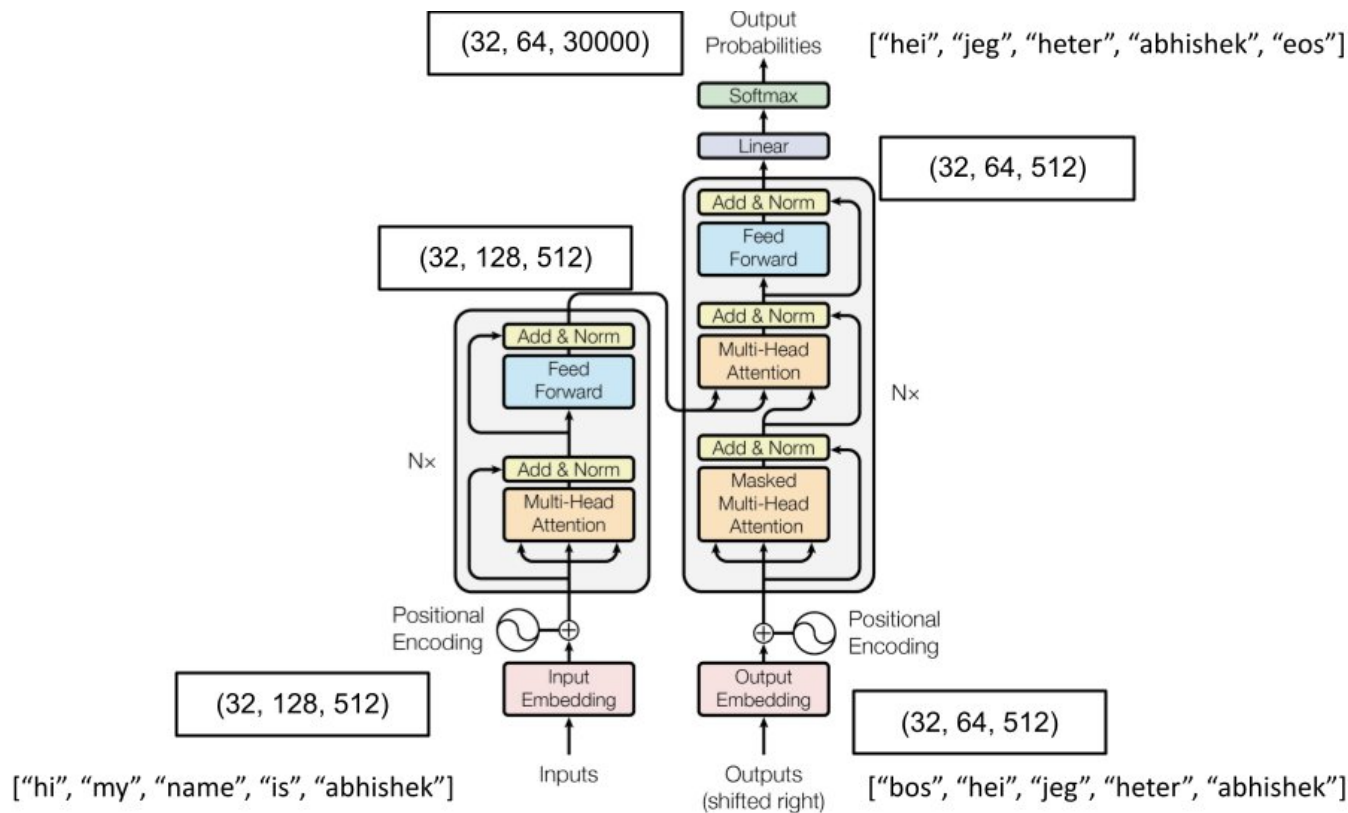 Output
Probabilities
(32, 64, 30000)
[“hei”, “jeg”, “heter”, “abhishek”, “eos”]
Softmax
Linear
(32, 64, 512)
Add & Norm
Feed
Forward
(32, 128, 512)
Add & Norm
Multi-Head
Attention
Nx
Add & Norm
Masked
Multi-Head
Attention
Add & Norm
Feed
Forward
Nx
Add & Norm
Multi-Head
Attention
Positional
Encoding
Positional
Encoding
Input
Embedding
Output
Embedding
(32, 128, 512)
(32, 64, 512)
Inputs
Outputs
(shifted right)
[“hi”, “my”, “name”, “is”, “abhishek”]
[“bos”, “hei”, “jeg”, “heter”, “abhishek”]